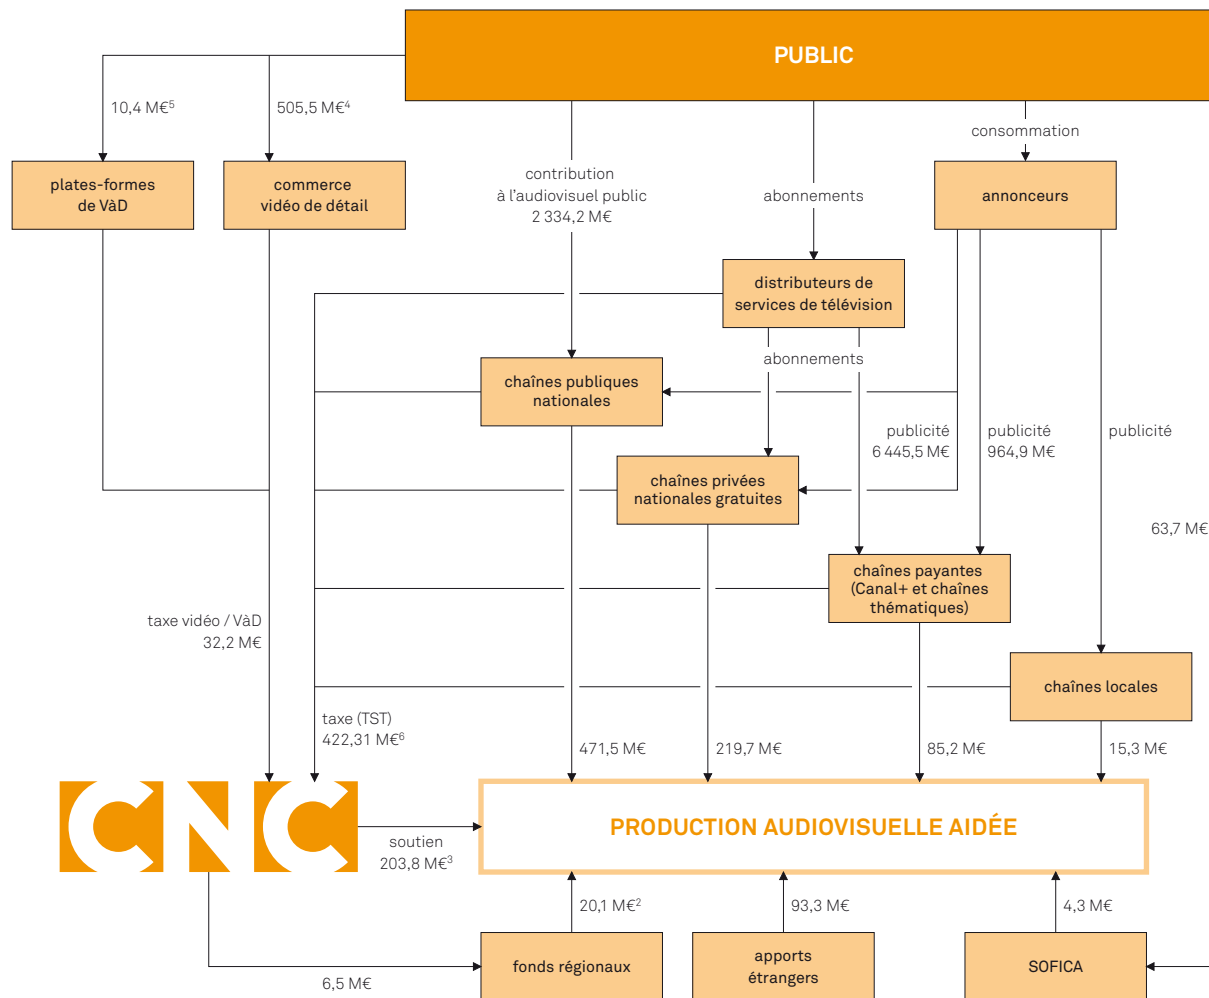 PUBLIC
10,4 M€⁵
505,5 M€⁴
consommation
plates-formes
de VàD
commerce
vidéo de détail
contribution
à l'audiovisuel public
2 334,2 M€
abonnements
annonceurs
distributeurs de
services de télévision
abonnements
chaînes publiques
nationales
publicité
6 445,5 M€
publicité
964,9 M€
publicité
chaînes privées
nationales gratuites
63,7 M€
chaînes payantes
(Canal+ et chaînes
thématiques)
taxe vidéo / VàD
32,2 M€
chaînes locales
taxe (TST)
422,31 M€⁶
471,5 M€
219,7 M€
85,2 M€
15,3 M€
CNC
PRODUCTION AUDIOVISUELLE AIDÉE
soutien
203,8 M€³
20,1 M€²
93,3 M€
4,3 M€
fonds régionaux
apports
étrangers
SOFICA
6,5 M€